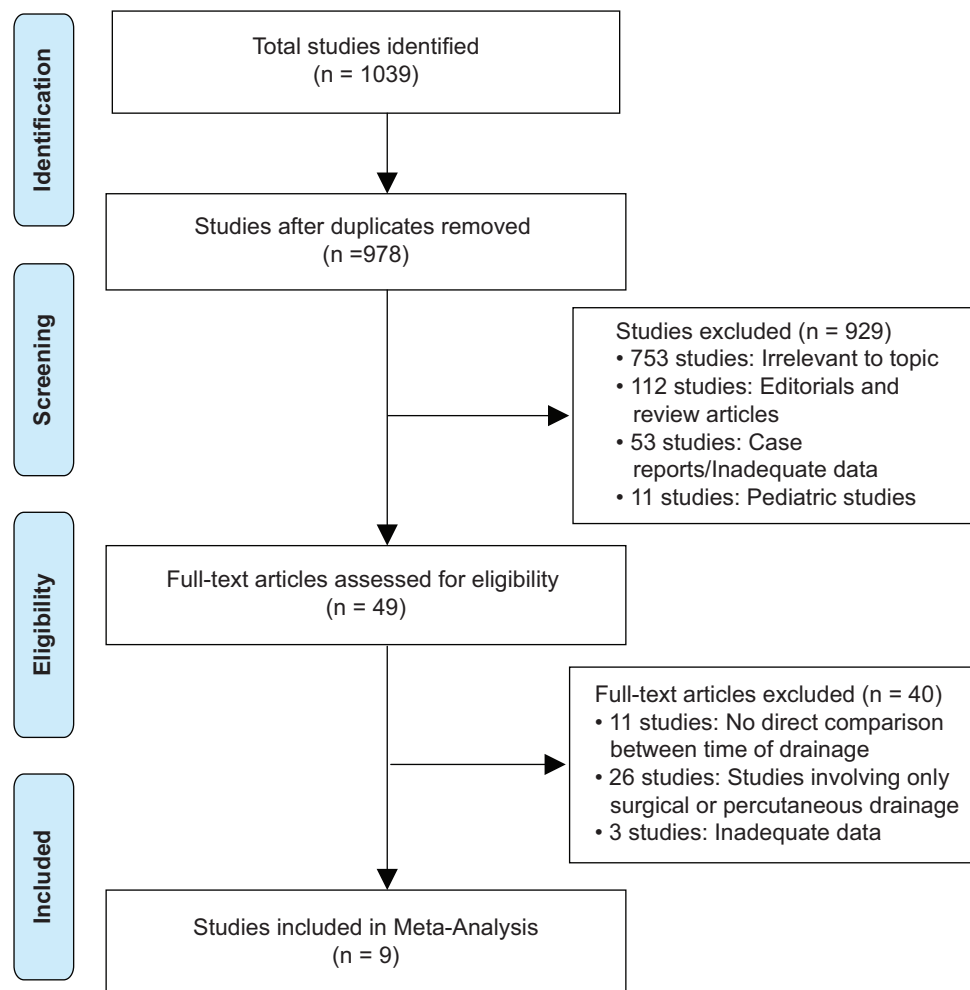 Identification
Total studies identified
(n = 1039)
Studies after duplicates removed
(n =978)
Screening
Studies excluded (n = 929)
• 753 studies: Irrelevant to topic
• 112 studies: Editorials and
review articles
• 53 studies: Case
reports/Inadequate data
• 11 studies: Pediatric studies
Eligibility
Full-text articles assessed for eligibility
(n = 49)
Full-text articles excluded (n = 40)
• 11 studies: No direct comparison
between time of drainage
• 26 studies: Studies involving only
surgical or percutaneous drainage
• 3 studies: Inadequate data
Included
Studies included in Meta-Analysis
(n = 9)